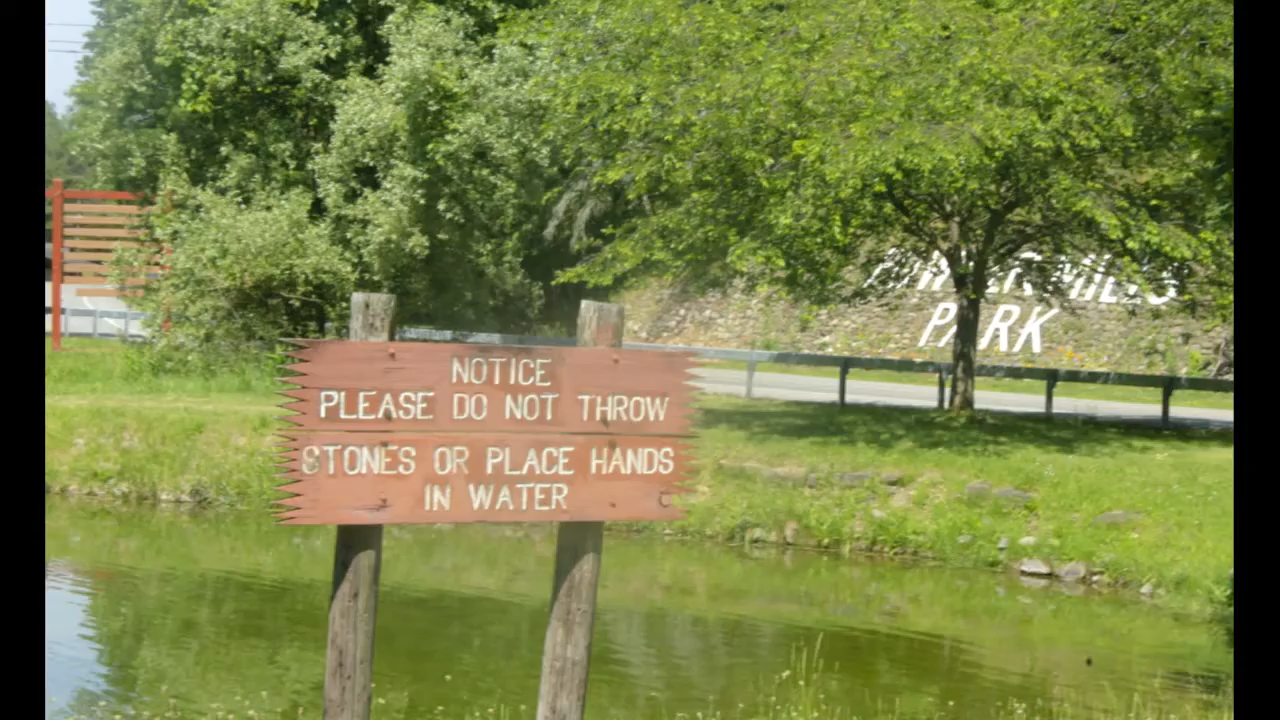 NOTICE
PLEASE DO NOT THROW
STONES OR PLACE HANDS
IN WATER
PARK